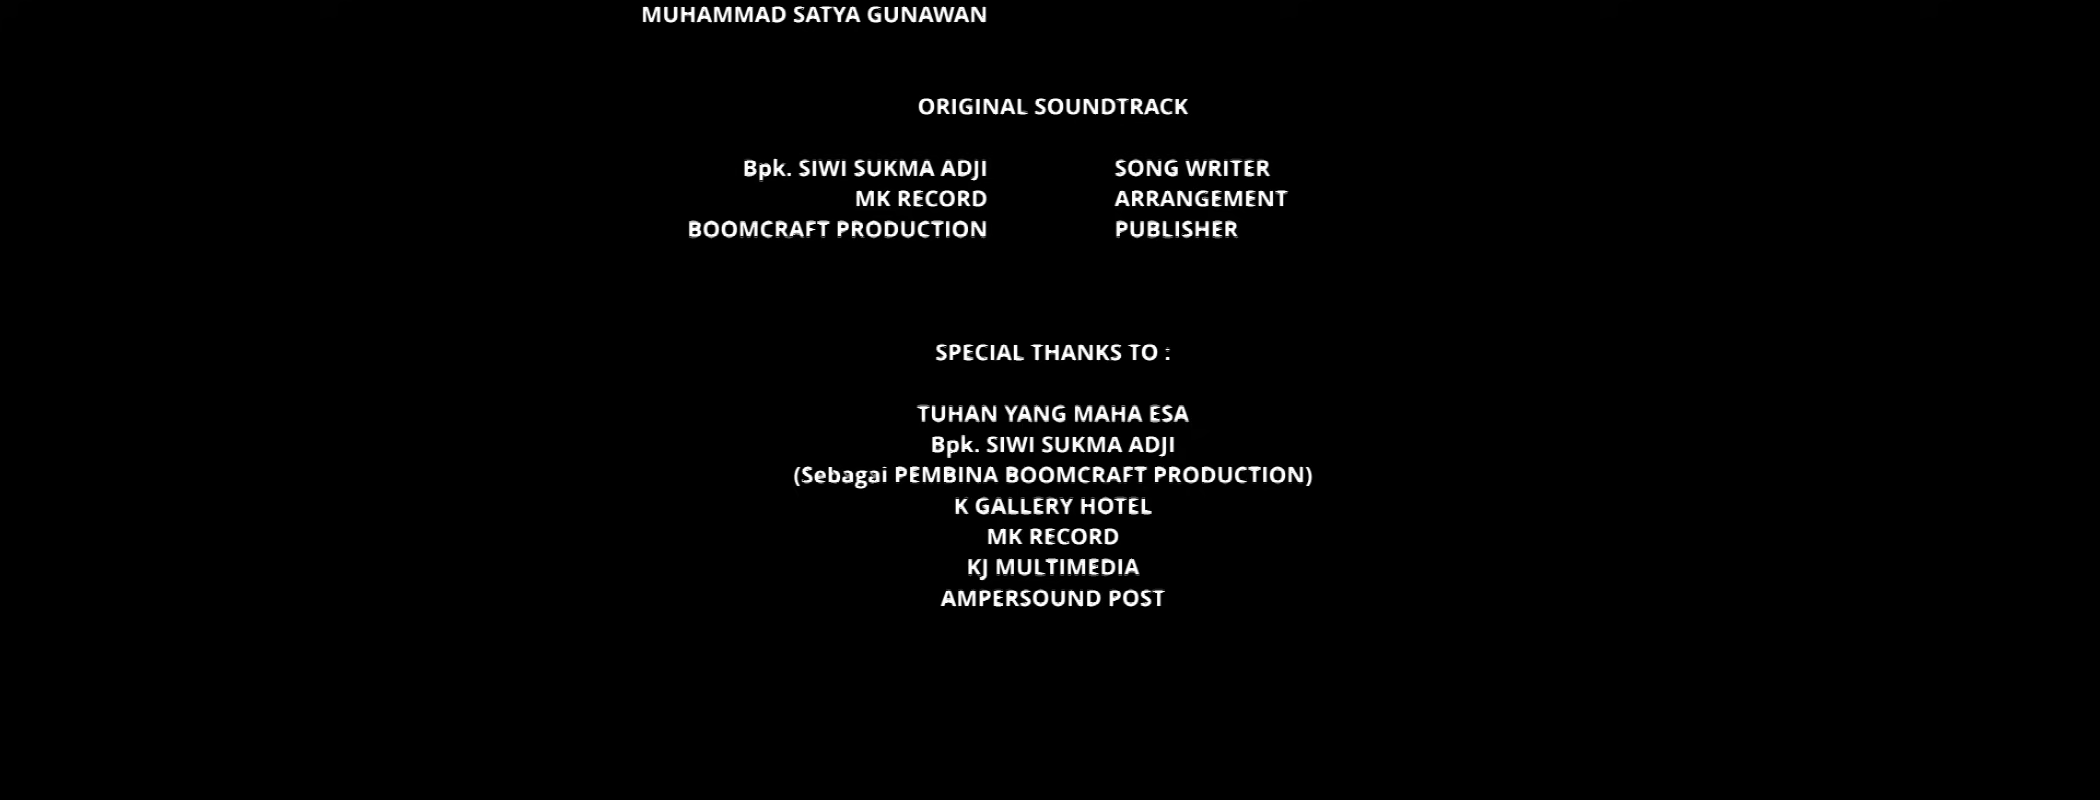 MUHAMMAD SATYA GUNAWAN
ORIGINAL SOUNDTRACK
Bpk. SIWI SUKMA ADJI SONG WRITER
MK RECORD ARRANGEMENT
BOOMCRAFT PRODUCTION PUBLISHER
SPECIAL THANKS TO :
TUHAN YANG MAHA ESA
Bpk. SIWI SUKMA ADJI
(Sebagai PEMBINA BOOMCRAFT PRODUCTION)
K GALLERY HOTEL
MK RECORD
KJ MULTIMEDIA
AMPERSOUND POST